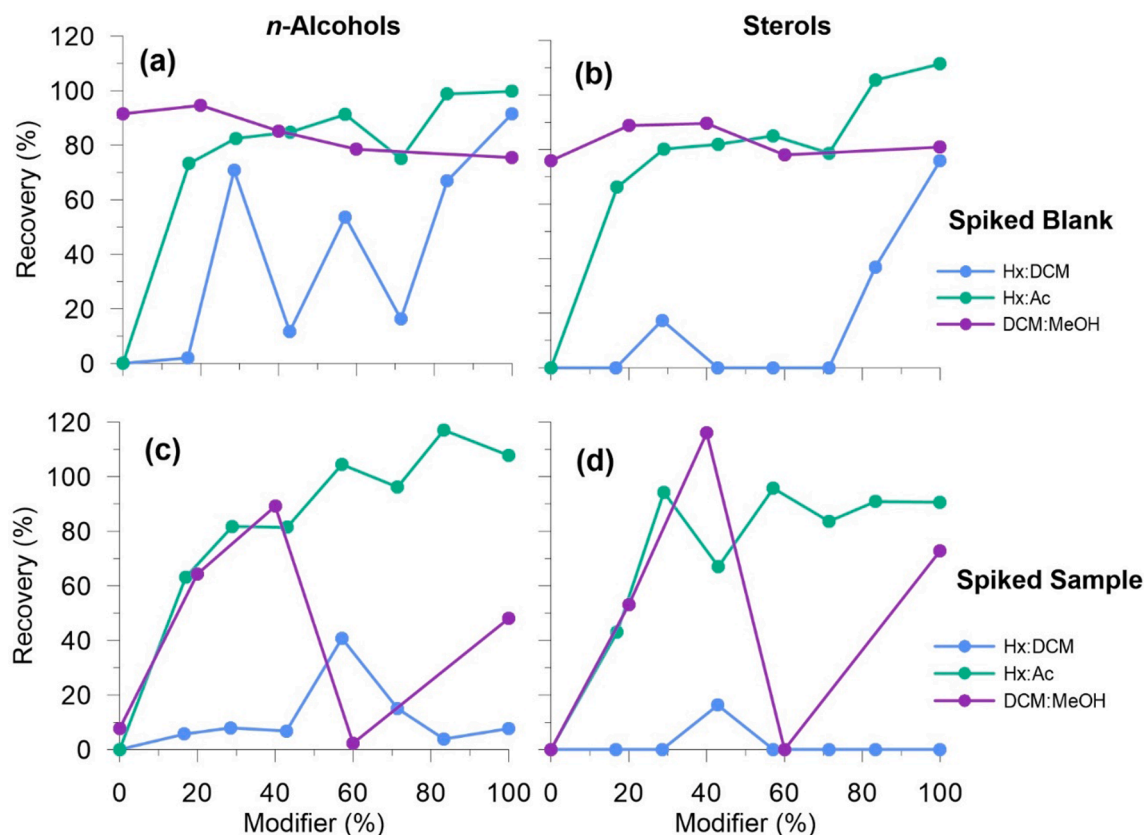 n-Alcohols
Sterols
(a)
(b)
Recovery (%)
120
100
80
60
40
20
0
Spiked Blank
Hx:DCM
Hx:Ac
DCM:MeOH
(c)
(d)
Recovery (%)
120
100
80
60
40
20
0
Spiked Sample
Hx:DCM
Hx:Ac
DCM:MeOH
0 20 40 60 80 100
0 20 40 60 80 100
Modifier (%)
Modifier (%)